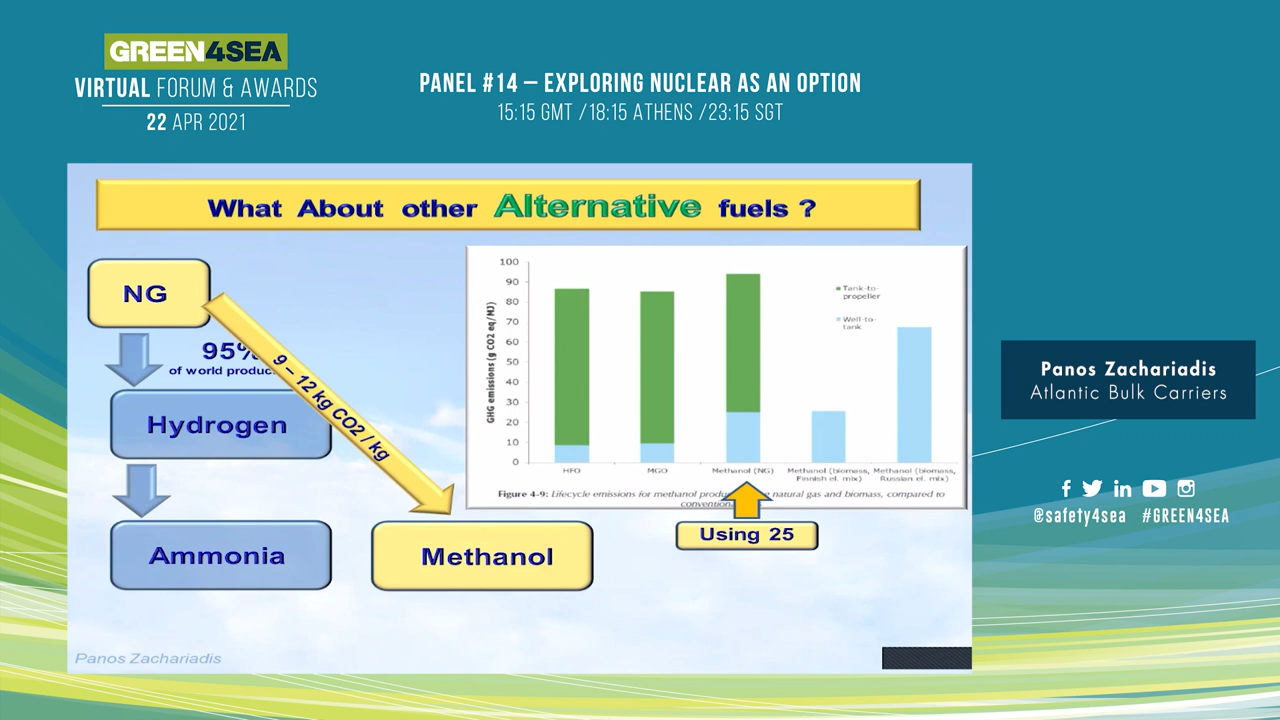 GREEN4SEA
VIRTUAL FORUM & AWARDS
22 APR 2021
PANEL #14 – EXPLORING NUCLEAR AS AN OPTION
15:15 GMT /18:15 ATHENS /23:15 SGT
What About other Alternative fuels ?
NG
95%
of world produc
9 – 12 kg CO2 / kg
Hydrogen
Ammonia
Methanol
100
90
80
70
60
50
40
30
20
10
0
GHG emissions (g CO2 eq/MJ)
Tank-to-
propeller
Well-to-
tank
HFO
MGO
Methanol (NG)
Methanol (biomass,
Finnish el. mix)
Methanol (biomass,
Russian el. mix)
Figure 4-9: Lifecycle emissions for methanol produ natural gas and biomass, compared to
convention
Using 25
Panos Zachariadis
Panos Zachariadis
Atlantic Bulk Carriers
@safety4sea #GREEN4SEA